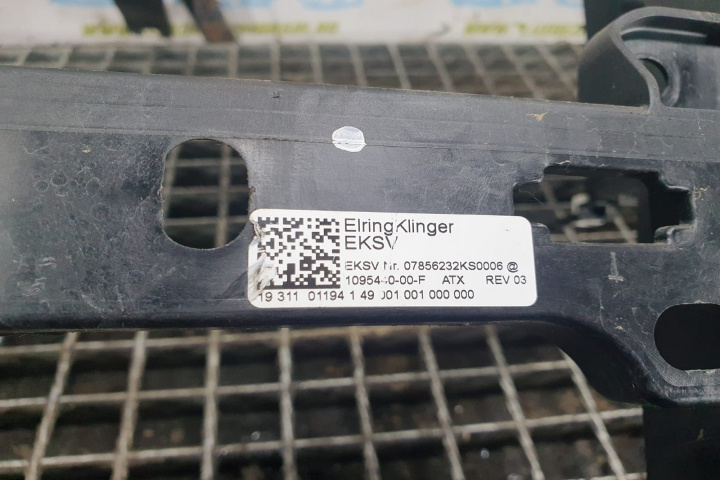 ElringKlinger
EKSV
EKSV Nr. 07856232KS0006 @
ATX REV 03
19 311 01194 1 49 001 001 000 000